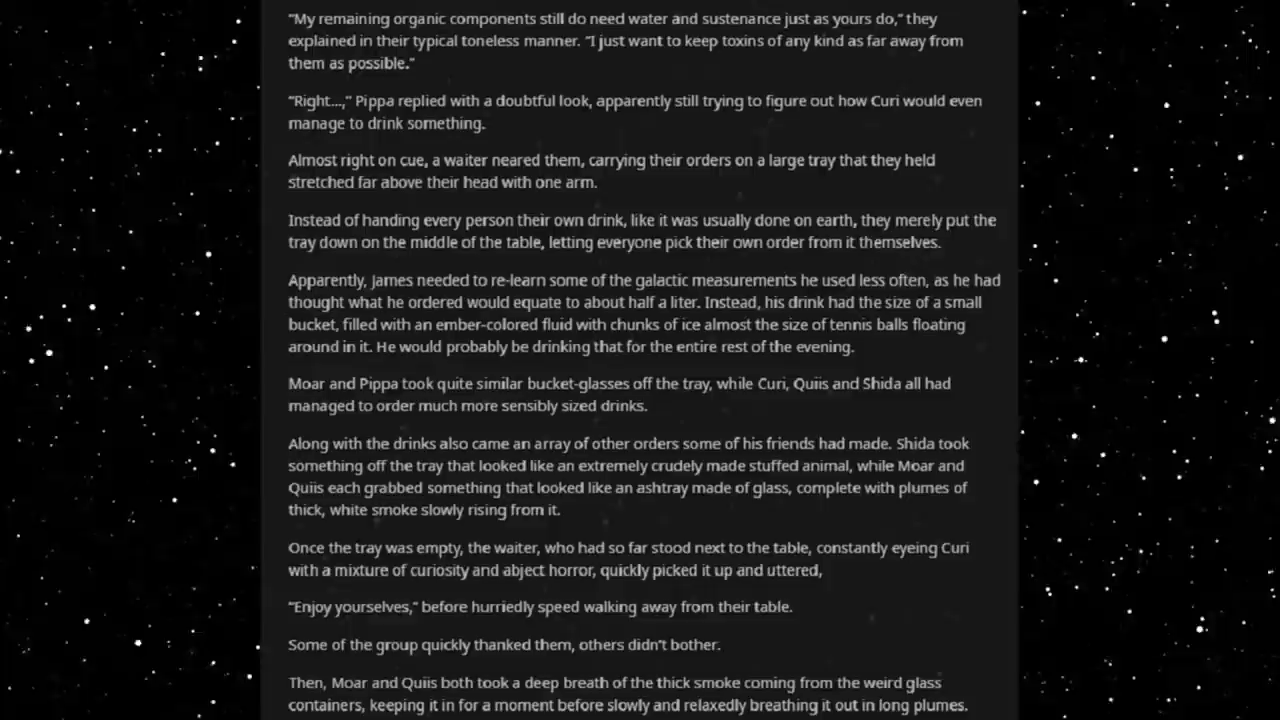 “My remaining organic components still do need water and sustenance just as yours do,” they
explained in their typical toneless manner. “I just want to keep toxins of any kind as far away from
them as possible.”
“Right...,” Pippa replied with a doubtful look, apparently still trying to figure out how Curi would even
manage to drink something.
Almost right on cue, a waiter neared them, carrying their orders on a large tray that they held
stretched far above their head with one arm.
Instead of handing every person their own drink, like it was usually done on earth, they merely put the
tray down on the middle of the table, letting everyone pick their own order from it themselves.
Apparently, James needed to re-learn some of the galactic measurements he used less often, as he had
thought what he ordered would equate to about half a liter. Instead, his drink had the size of a small
bucket, filled with an ember-colored fluid with chunks of ice almost the size of tennis balls floating
around in it. He would probably be drinking that for the entire rest of the evening.
Moar and Pippa took quite similar bucket-glasses off the tray, while Curi, Quiis and Shida all had
managed to order much more sensibly sized drinks.
Along with the drinks also came an array of other orders some of his friends had made. Shida took
something off the tray that looked like an extremely crudely made stuffed animal, while Moar and
Quiis each grabbed something that looked like an ashtray made of glass, complete with plumes of
thick, white smoke slowly rising from it.
Once the tray was empty, the waiter, who had so far stood next to the table, constantly eyeing Curi
with a mixture of curiosity and abject horror, quickly picked it up and uttered,
“Enjoy yourselves,” before hurriedly speed walking away from their table.
Some of the group quickly thanked them, others didn’t bother.
Then, Moar and Quiis both took a deep breath of the thick smoke coming from the weird glass
containers, keeping it in for a moment before slowly and relaxedly breathing it out in long plumes.